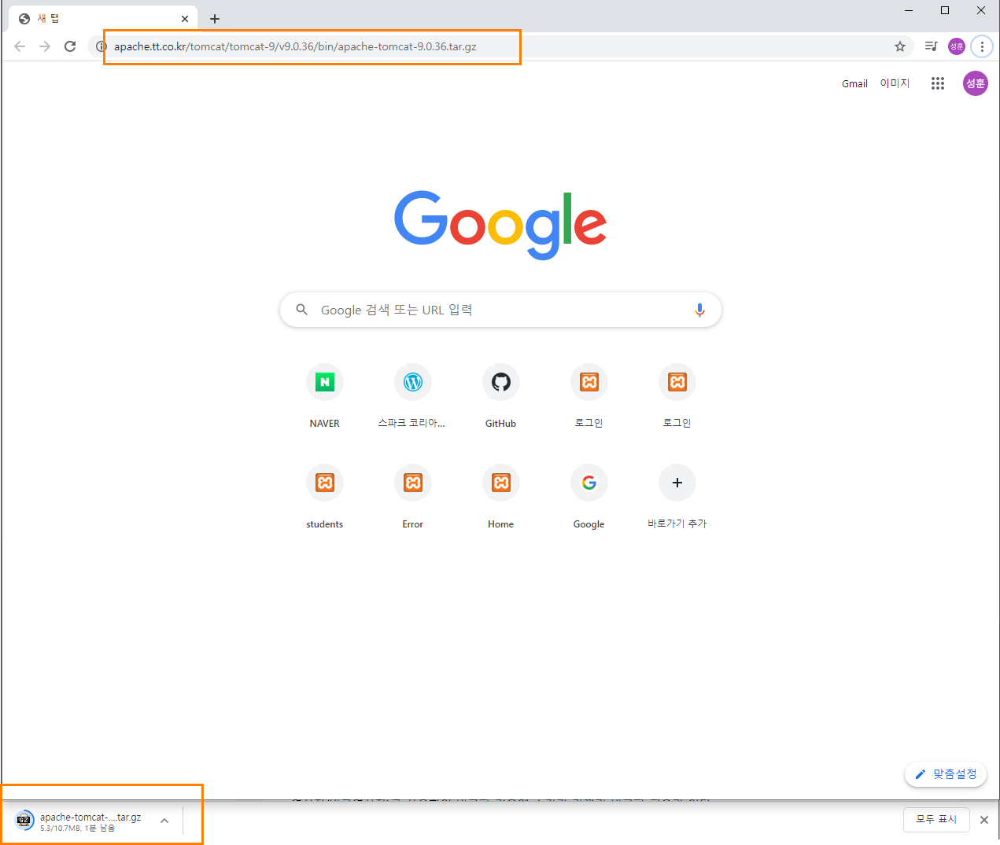 새 탭
apache.tt.co.kr/tomcat/tomcat-9/v9.0.36/bin/apache-tomcat-9.0.36.tar.gz
성훈
Gmail 이미지 성훈
Google
Google 검색 또는 URL 입력
N
NAVER 스파크 코리아... GitHub 로그인 로그인
students Error Home Google 바로가기 추가
맞춤설정
GZ
apache-tomcat-....tar.gz
5.3/10.7MB, 1분 남음
모두 표시